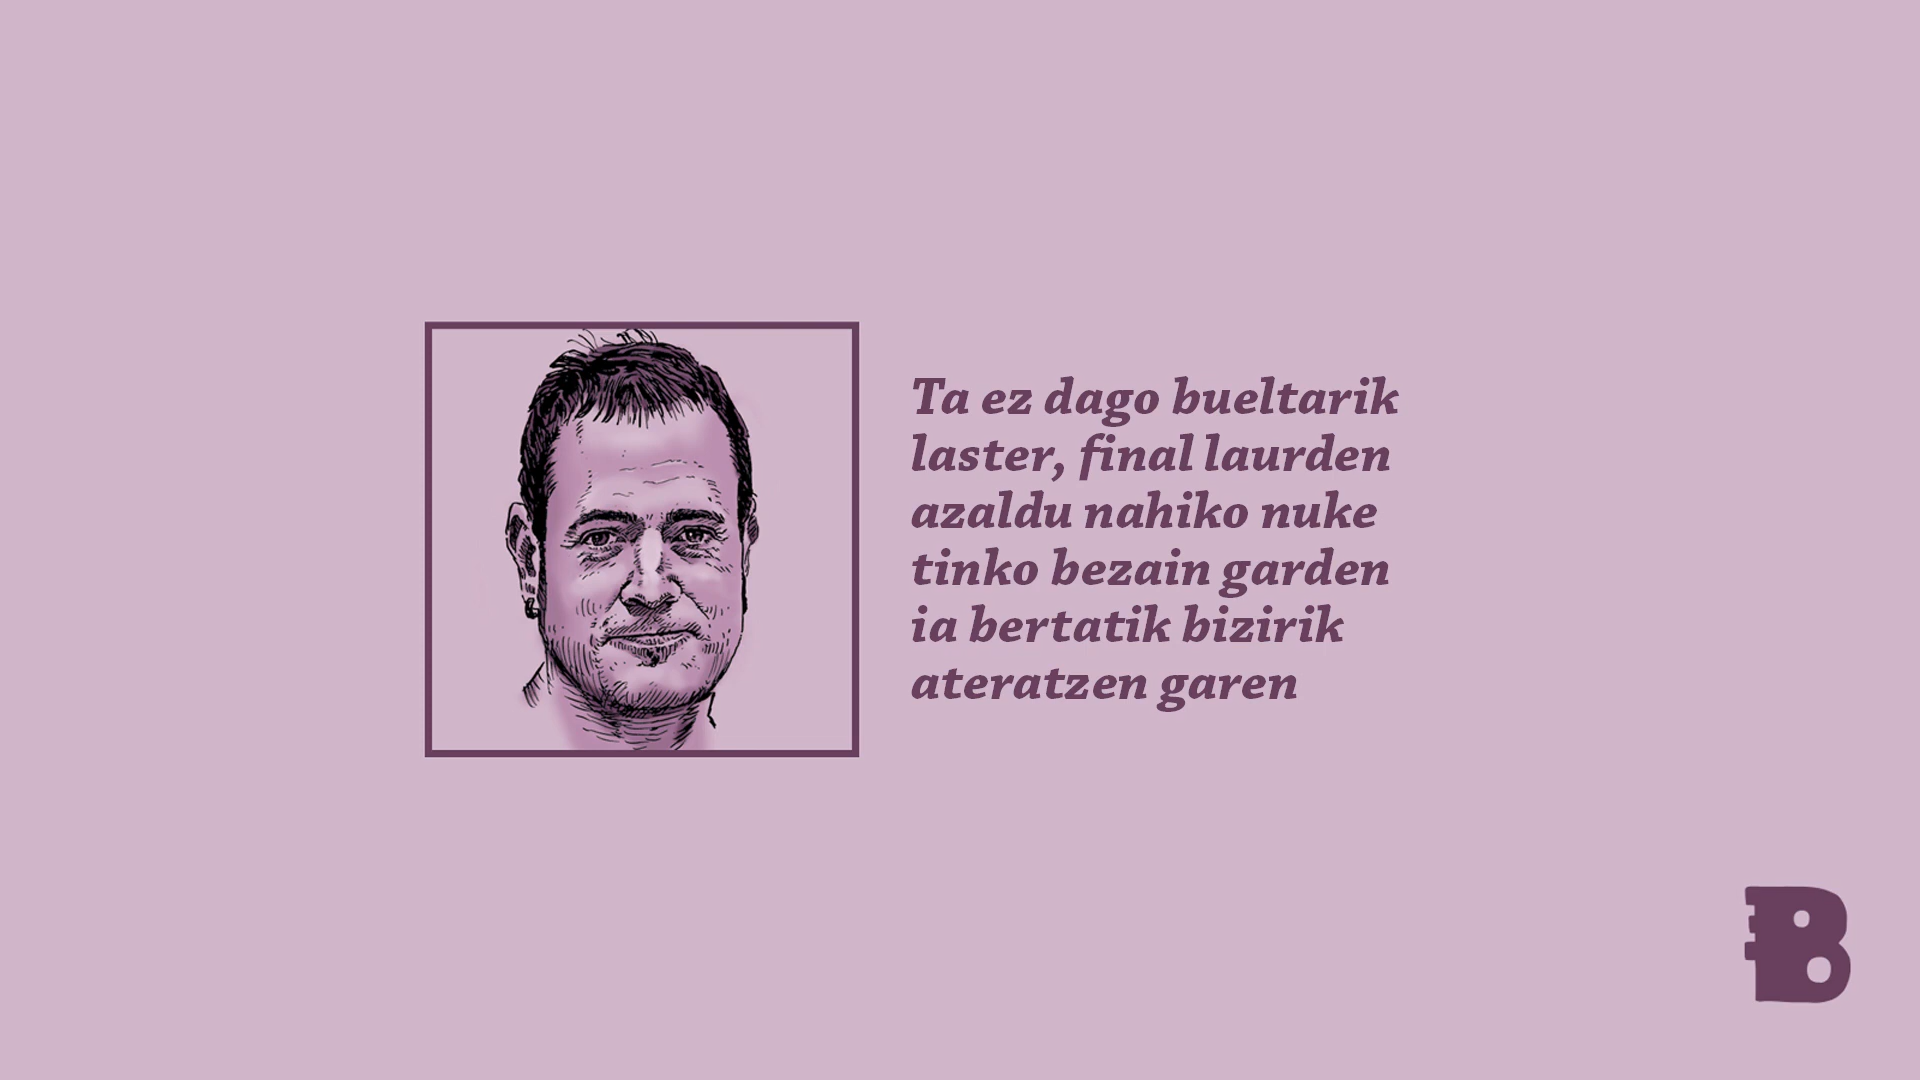 Ta ez dago bueltarik
laster, final laurden
azaldu nahiko nuke
tinko bezain garden
ia bertatik bizirik
ateratzen garen
B